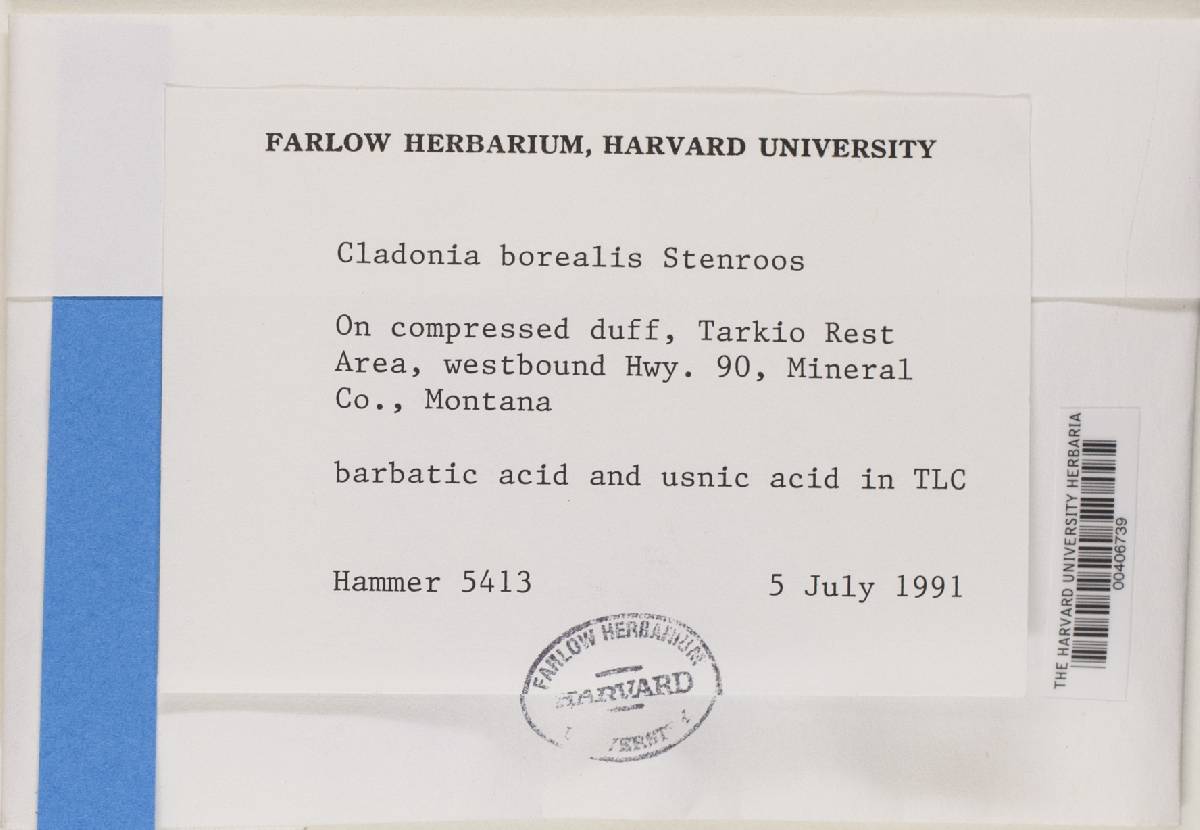 FARLOW HERBARIUM, HARVARD UNIVERSITY
Cladonia borealis Stenroos
On compressed duff, Tarkio Rest
Area, westbound Hwy. 90, Mineral
Co., Montana
barbatic acid and usnic acid in TLC
Hammer 5413 5 July 1991
FARLOW HERBARIUM
HARVARD
THE HARVARD UNIVERSITY HERBARIA
00406739